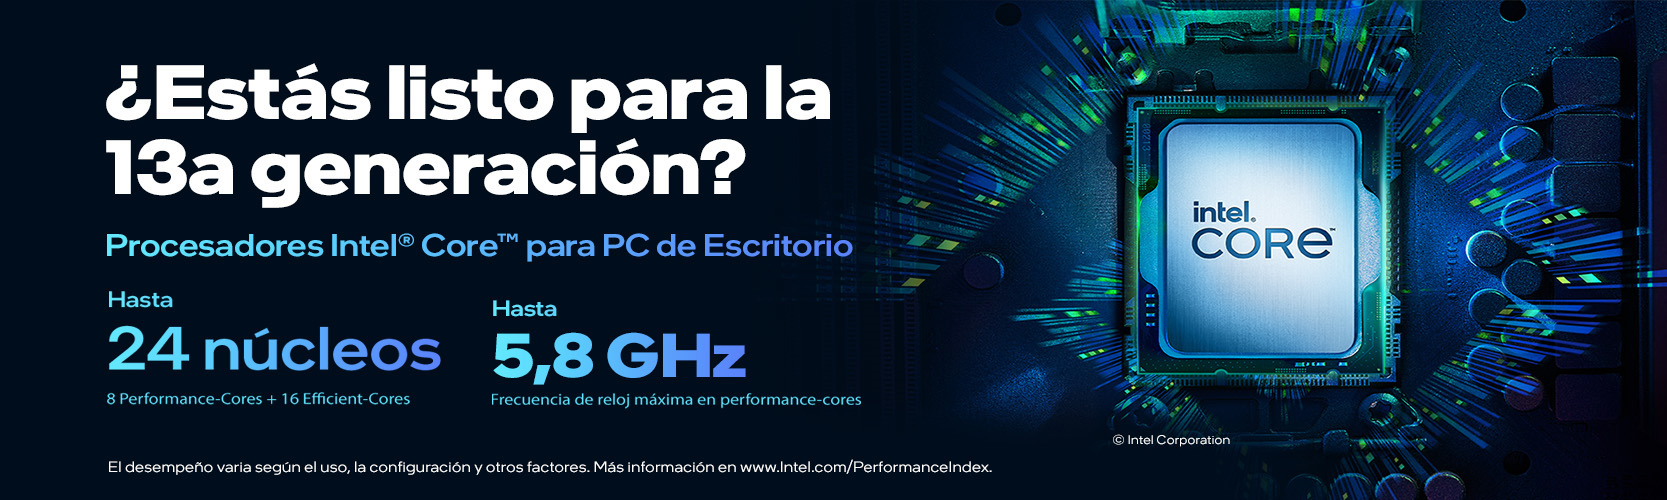 ¿Estás listo para la
13a generación?
Procesadores Intel® Core™ para PC de Escritorio
Hasta
24 núcleos
8 Performance-Cores + 16 Efficient-Cores
Hasta
5,8 GHz
Frecuencia de reloj máxima en performance-cores
El desempeño varia según el uso, la configuración y otros factores. Más información en www.Intel.com/PerformanceIndex.
intel.
CORE™
© Intel Corporation